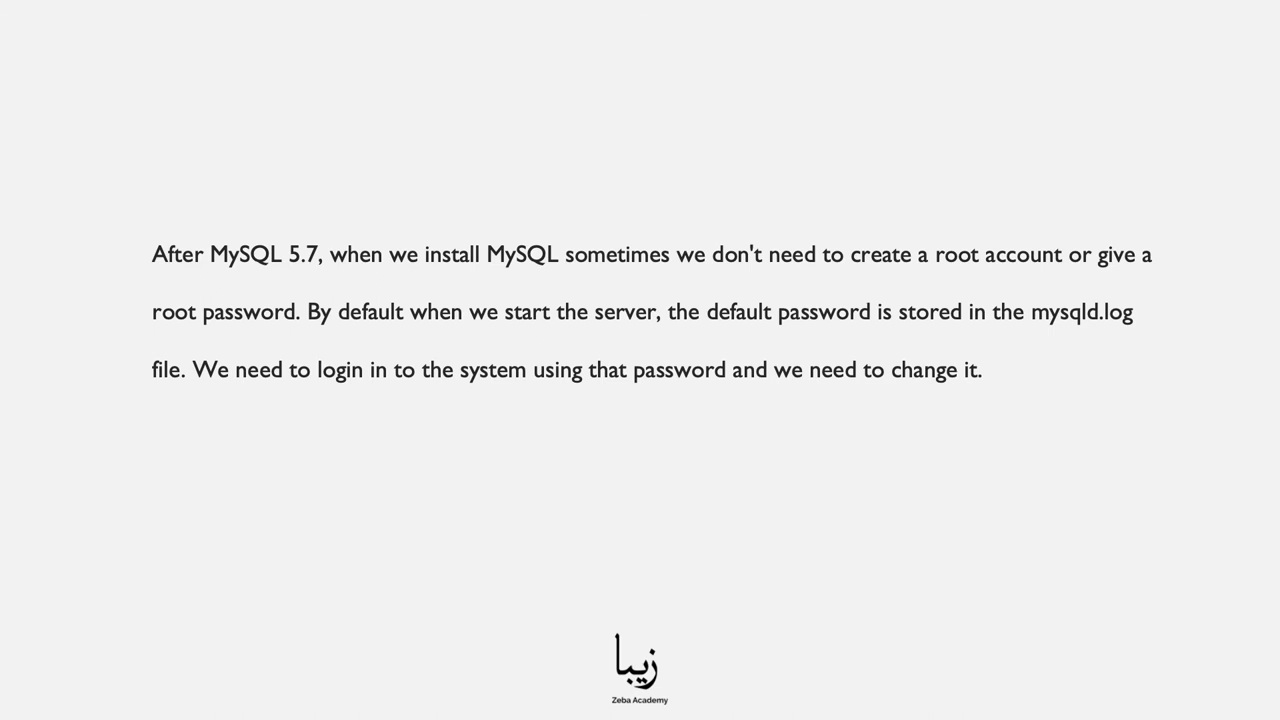 After MySQL 5.7, when we install MySQL sometimes we don't need to create a root account or give a
root password. By default when we start the server, the default password is stored in the mysqld.log
file. We need to login in to the system using that password and we need to change it.
زیبا
Zeba Academy